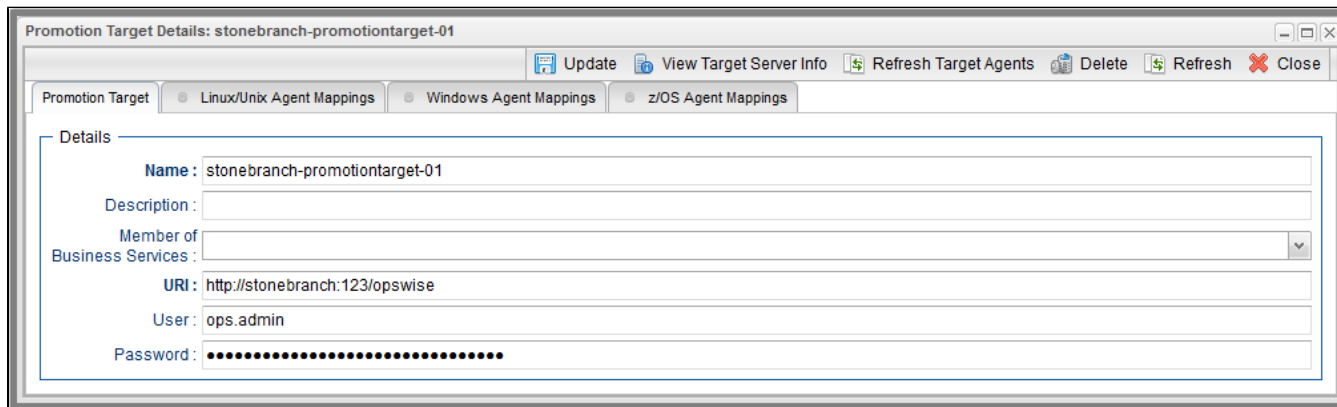 Promotion Target Details: stonebranch-promotiontarget-01
Update View Target Server Info Refresh Target Agents Delete Refresh Close
Promotion Target Linux/Unix Agent Mappings Windows Agent Mappings z/OS Agent Mappings
Details
Name : stonebranch-promotiontarget-01
Description :
Member of
Business Services :
URI : http://stonebranch:123/opswise
User : ops.admin
Password : ••••••••••••••••••••••••••••••••